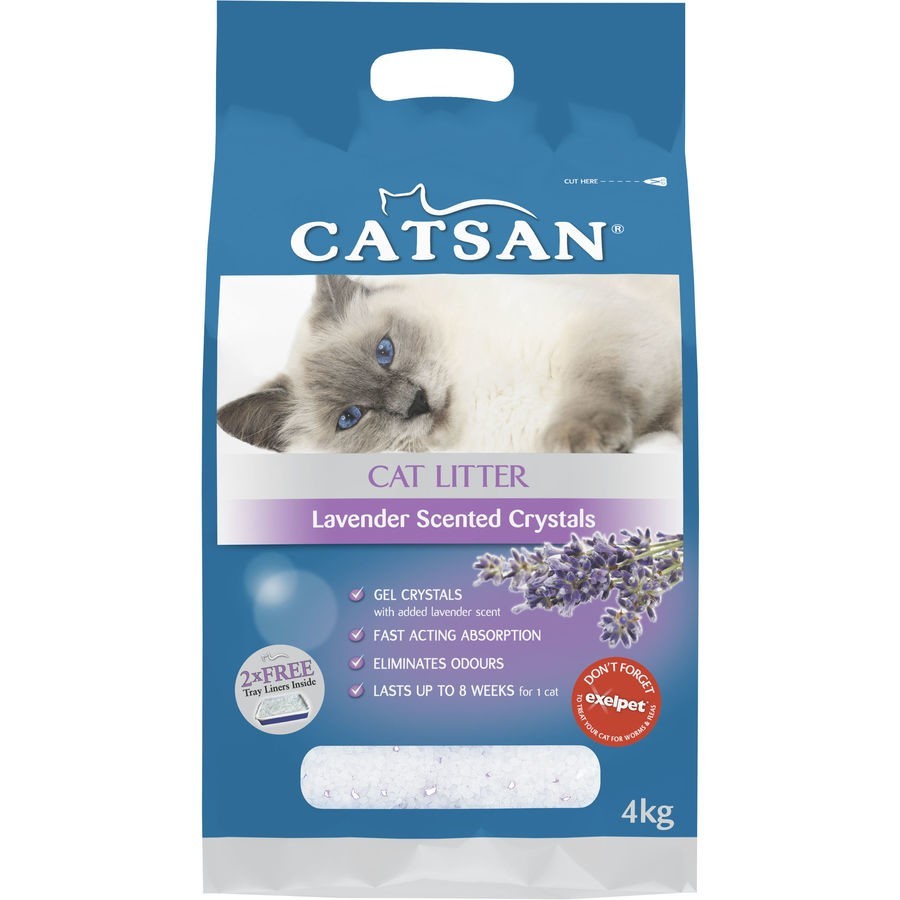 CUT HERE
CATSAN®
CAT LITTER
Lavender Scented Crystals
GEL CRYSTALS
with added lavender scent
FAST ACTING ABSORPTION
ELIMINATES ODOURS
LASTS UP TO 8 WEEKS for 1 cat
2xFREE
Tray Liners Inside
DON'T FORGET
exelpet
TO TREAT YOUR CAT FOR WORMS & FLEAS
4kg